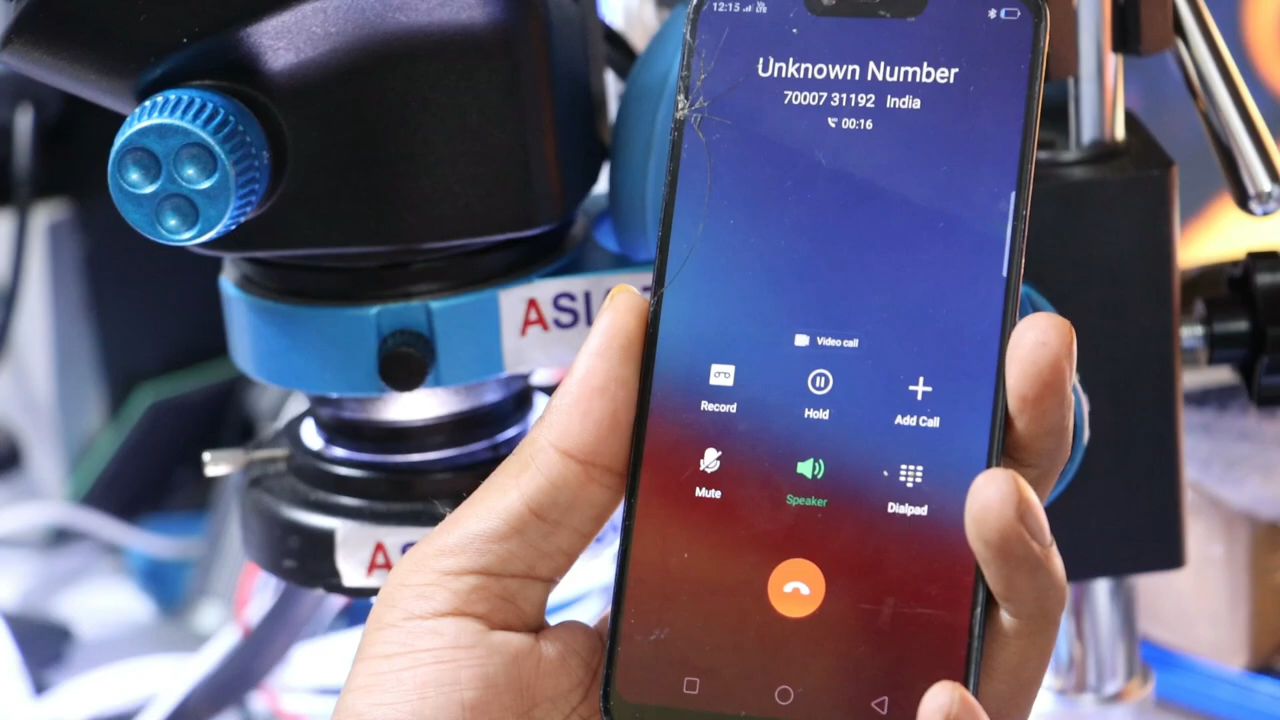 12:15
Unknown Number
70007 31192 India
00:16
ASI
Video call
Record
Hold
Add Call
Mute
Speaker
Dialpad
AS